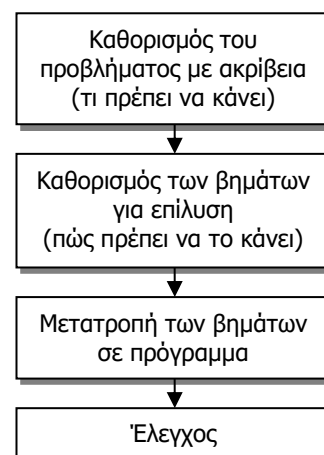 Καθορισμός του
προβλήματος με ακρίβεια
(τι πρέπει να κάνει)
Καθορισμός των βημάτων
για επίλυση
(πώς πρέπει να το κάνει)
Μετατροπή των βημάτων
σε πρόγραμμα
Έλεγχος